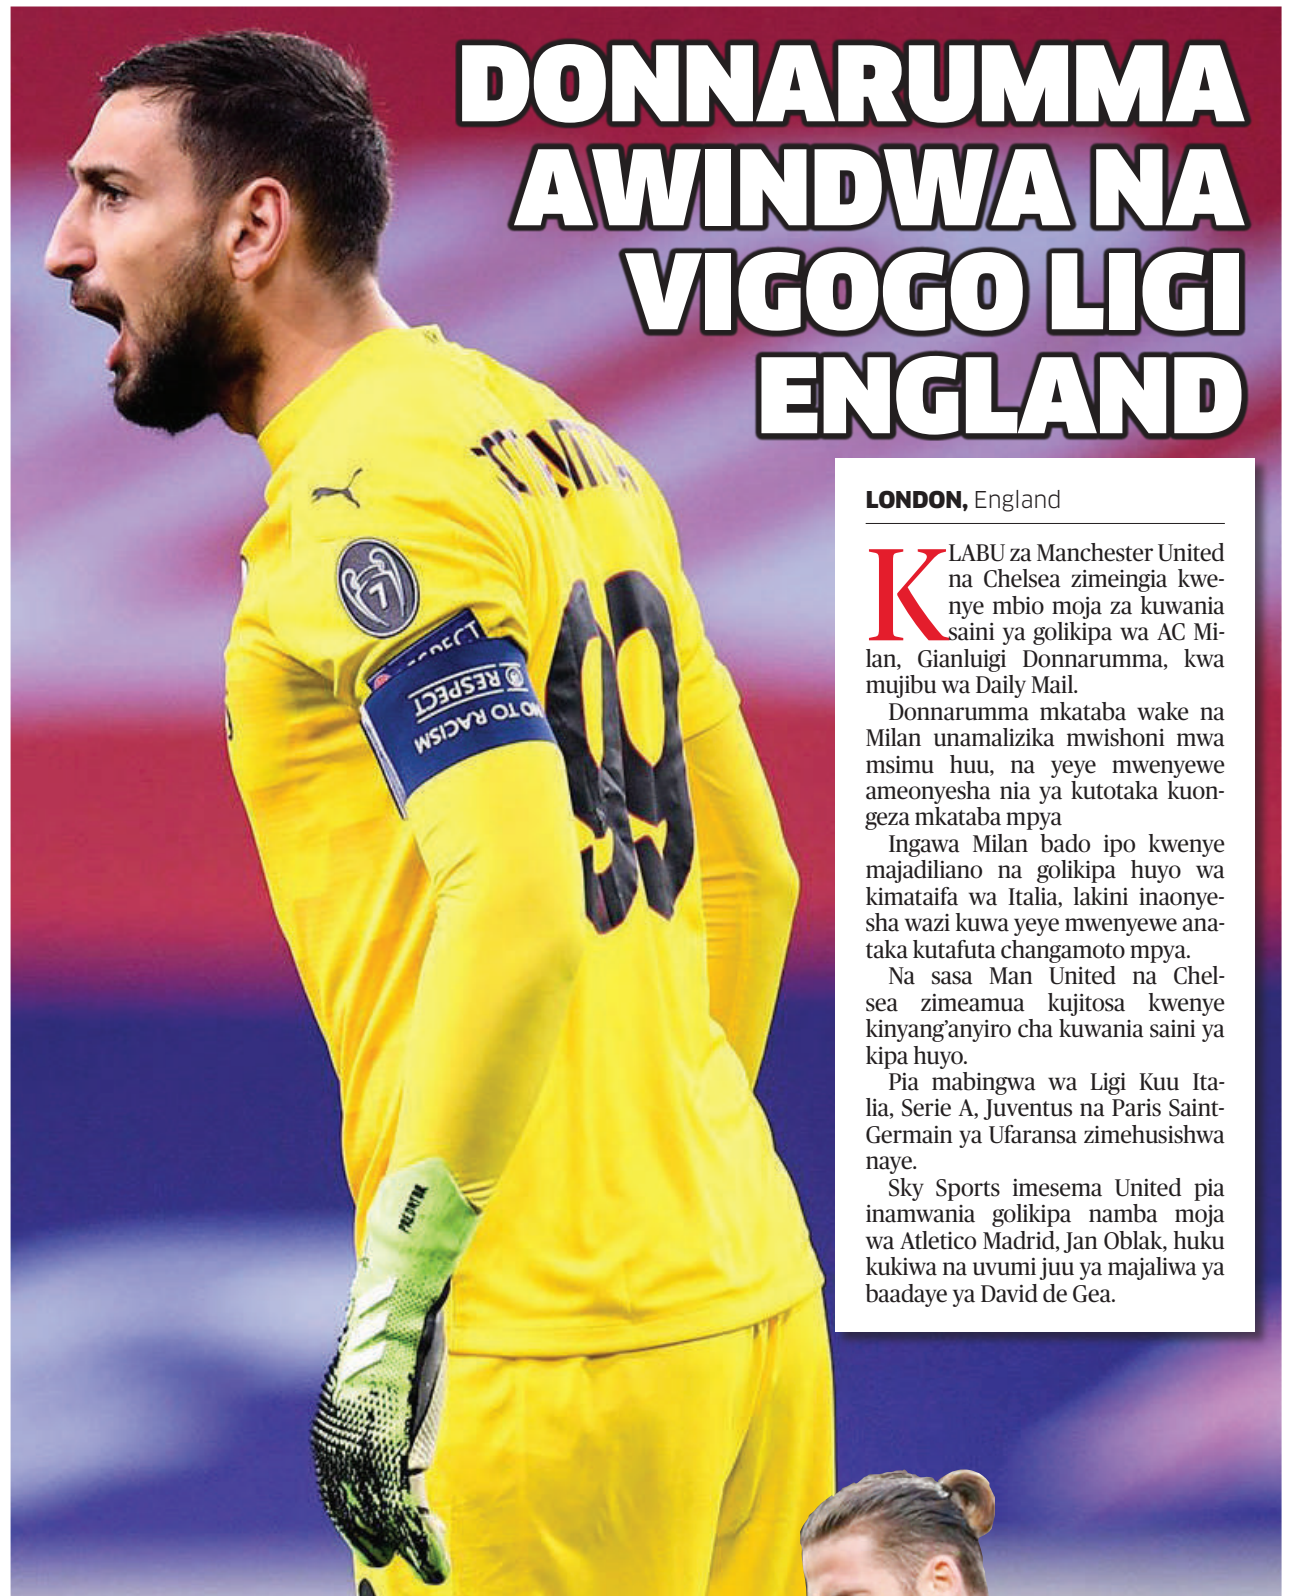 DONNARUMMA
AWINDWA NA
VIGOGO LIGI
ENGLAND
LONDON, England
KLABU za Manchester United
na Chelsea zimeingia kwe-
nye mbio moja za kuwania
saini ya golikipa wa AC Mi-
lan, Gianluigi Donnarumma, kwa
mujibu wa Daily Mail.
Donnarumma mkataba wake na
Milan unamalizika mwishoni mwa
msimu huu, na yeye mwenyewe
ameonyesha nia ya kutotaka kuon-
geza mkataba mpya
Ingawa Milan bado ipo kwenye
majadiliano na golikipa huyo wa
kimataifa wa Italia, lakini inaonye-
sha wazi kuwa yeye mwenyewe ana-
taka kutafuta changamoto mpya.
Na sasa Man United na Chel-
sea zimeamua kujitosa kwenye
kinyang’anyiro cha kuwania saini ya
kipa huyo.
Pia mabingwa wa Ligi Kuu Ita-
lia, Serie A, Juventus na Paris Saint-
Germain ya Ufaransa zimehusishwa
naye.
Sky Sports imesema United pia
inamwania golikipa namba moja
wa Atletico Madrid, Jan Oblak, huku
kukiwa na uvumi juu ya majaliwa ya
baadaye ya David de Gea.
7
RESPECT
NO TO RACISM
99
PREDATOR